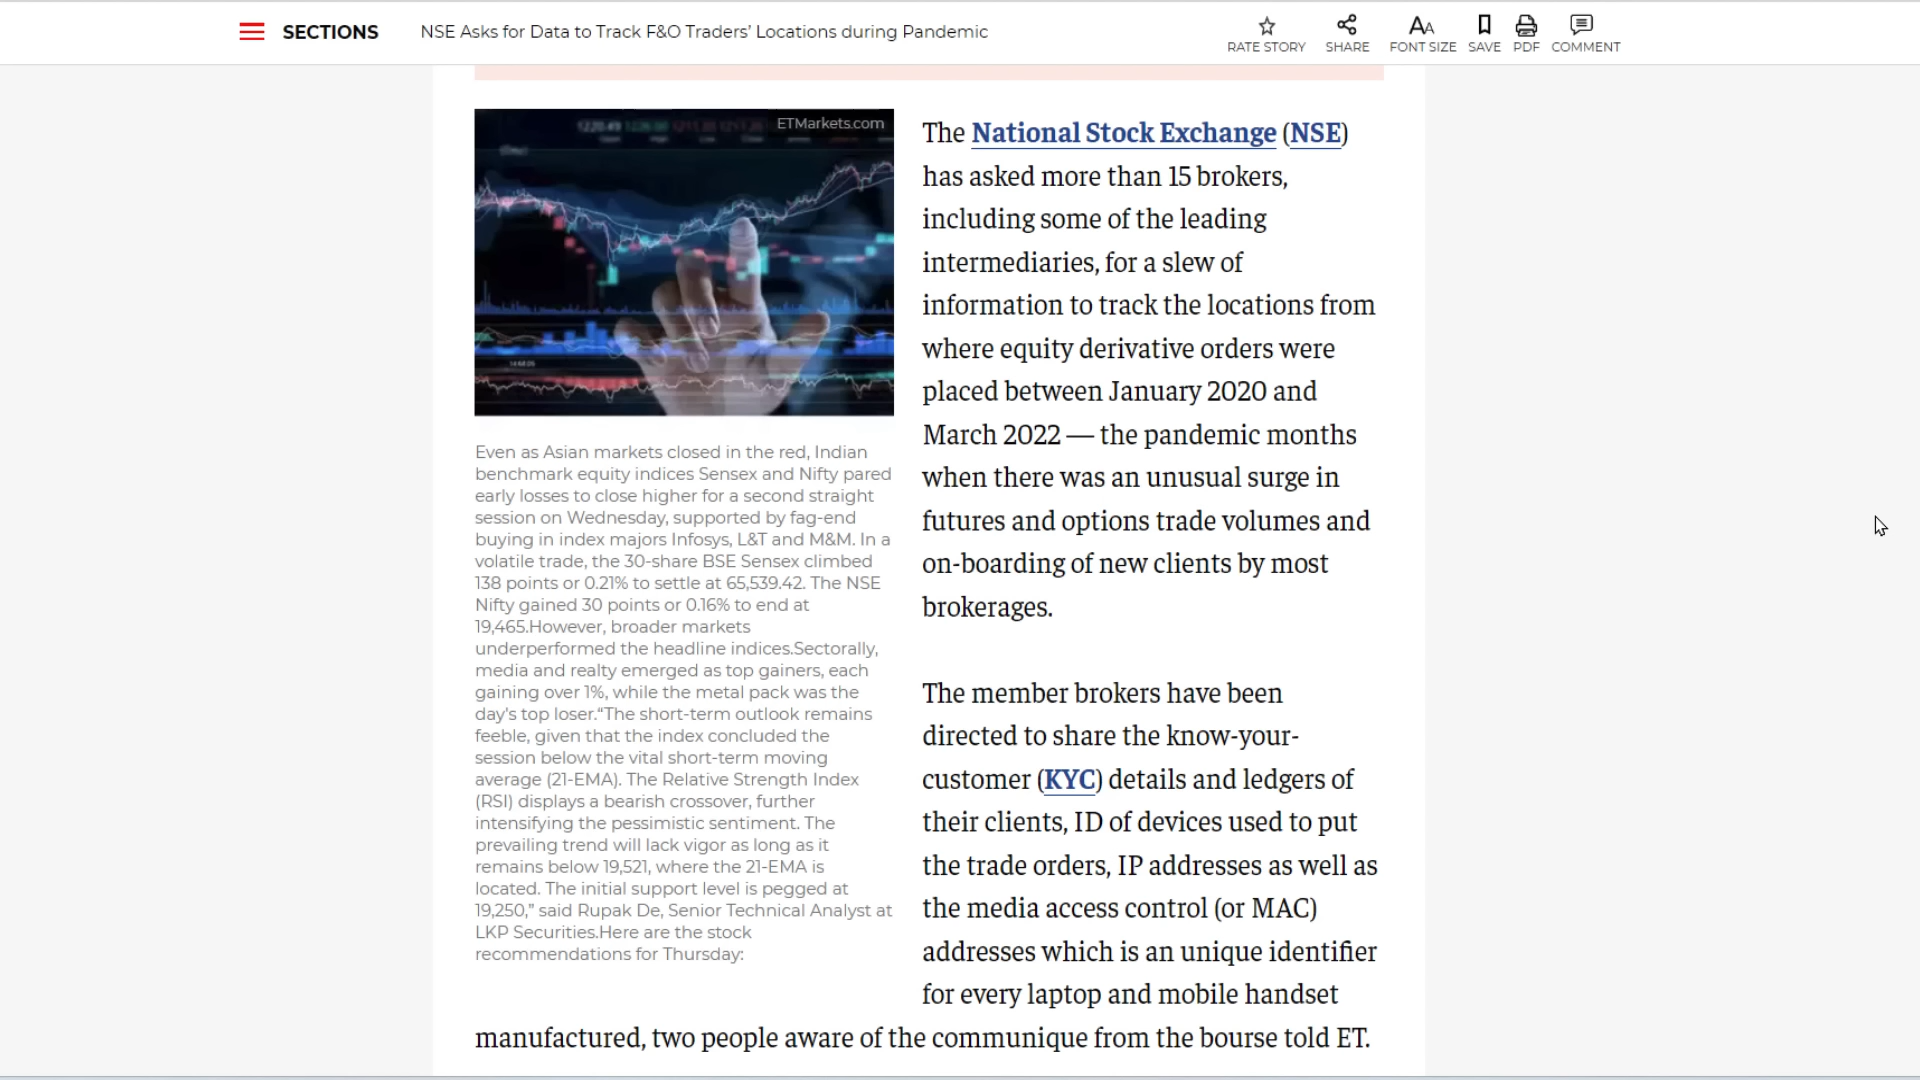 SECTIONS
NSE Asks for Data to Track F&O Traders' Locations during Pandemic
RATE STORY
SHARE
FONT SIZE
SAVE
PDF
COMMENT
ETMarkets.com
Even as Asian markets closed in the red, Indian
benchmark equity indices Sensex and Nifty pared
early losses to close higher for a second straight
session on Wednesday, supported by fag-end
buying in index majors Infosys, L&T and M&M. In a
volatile trade, the 30-share BSE Sensex climbed
138 points or 0.21% to settle at 65,539.42. The NSE
Nifty gained 30 points or 0.16% to end at
19,465.However, broader markets
underperformed the headline indices.Sectorally,
media and realty emerged as top gainers, each
gaining over 1%, while the metal pack was the
day's top loser.“The short-term outlook remains
feeble, given that the index concluded the
session below the vital short-term moving
average (21-EMA). The Relative Strength Index
(RSI) displays a bearish crossover, further
intensifying the pessimistic sentiment. The
prevailing trend will lack vigor as long as it
remains below 19,521, where the 21-EMA is
located. The initial support level is pegged at
19,250,” said Rupak De, Senior Technical Analyst at
LKP Securities.Here are the stock
recommendations for Thursday:
The National Stock Exchange (NSE)
has asked more than 15 brokers,
including some of the leading
intermediaries, for a slew of
information to track the locations from
where equity derivative orders were
placed between January 2020 and
March 2022 — the pandemic months
when there was an unusual surge in
futures and options trade volumes and
on-boarding of new clients by most
brokerages.
The member brokers have been
directed to share the know-your-
customer (KYC) details and ledgers of
their clients, ID of devices used to put
the trade orders, IP addresses as well as
the media access control (or MAC)
addresses which is an unique identifier
for every laptop and mobile handset
manufactured, two people aware of the communique from the bourse told ET.